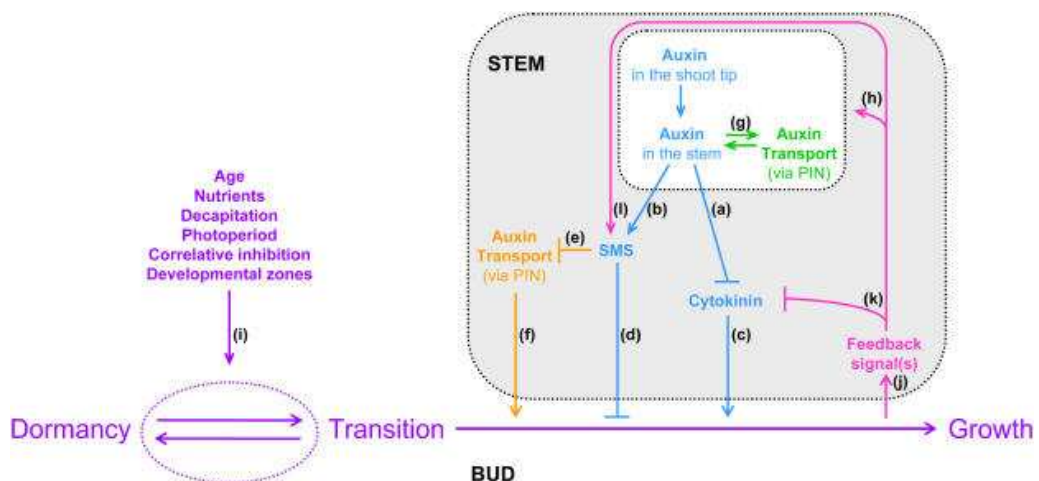 STEM
Auxin
in the shoot tip
Auxin
in the stem
(g)
Auxin
Transport
(via PIN)
(h)
Age
Nutrients
Decapitation
Photoperiod
Correlative inhibition
Developmental zones
(i)
(l)
(b)
(a)
Auxin
Transport
(via PIN)
(e)
SMS
Cytokinin
(k)
(f)
(d)
(c)
Feedback
signal(s)
(j)
Dormancy
Transition
Growth
BUD